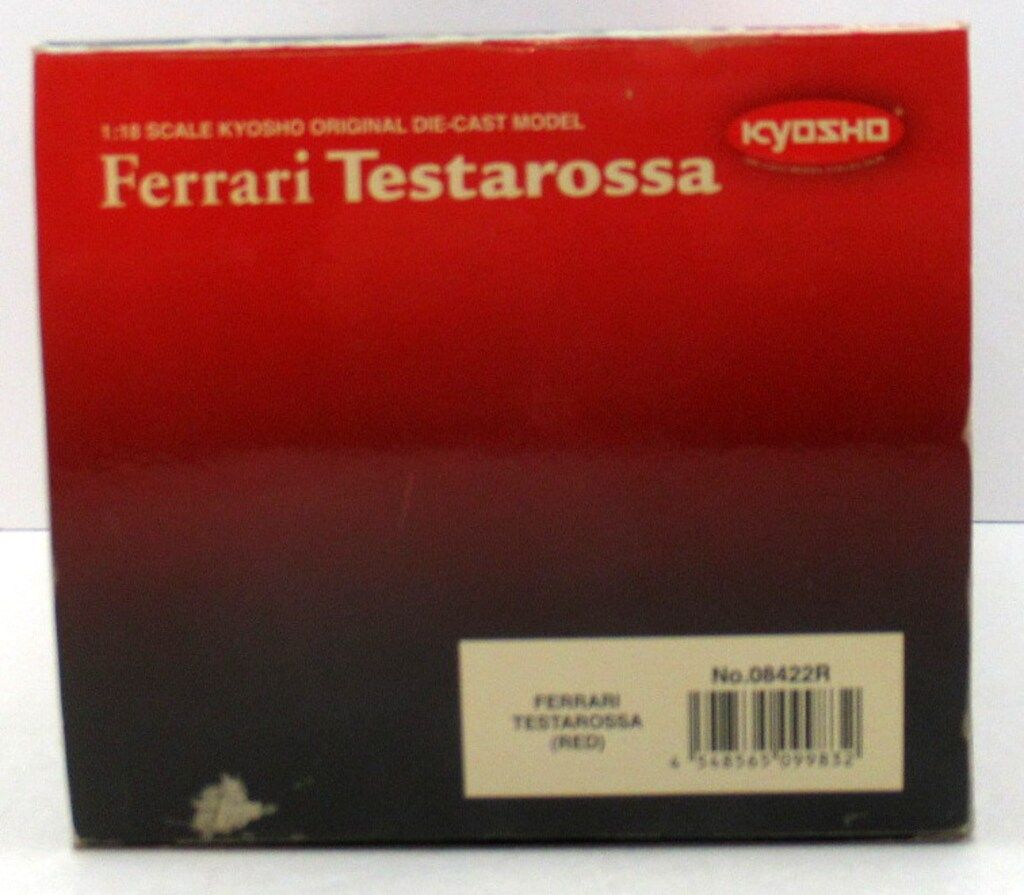 1:18 SCALE KYOSHO ORIGINAL DIE-CAST MODEL
Ferrari Testarossa
KYOSHO
No.08422R
FERRARI
TESTAROSSA
(RED)
4 548565 099832